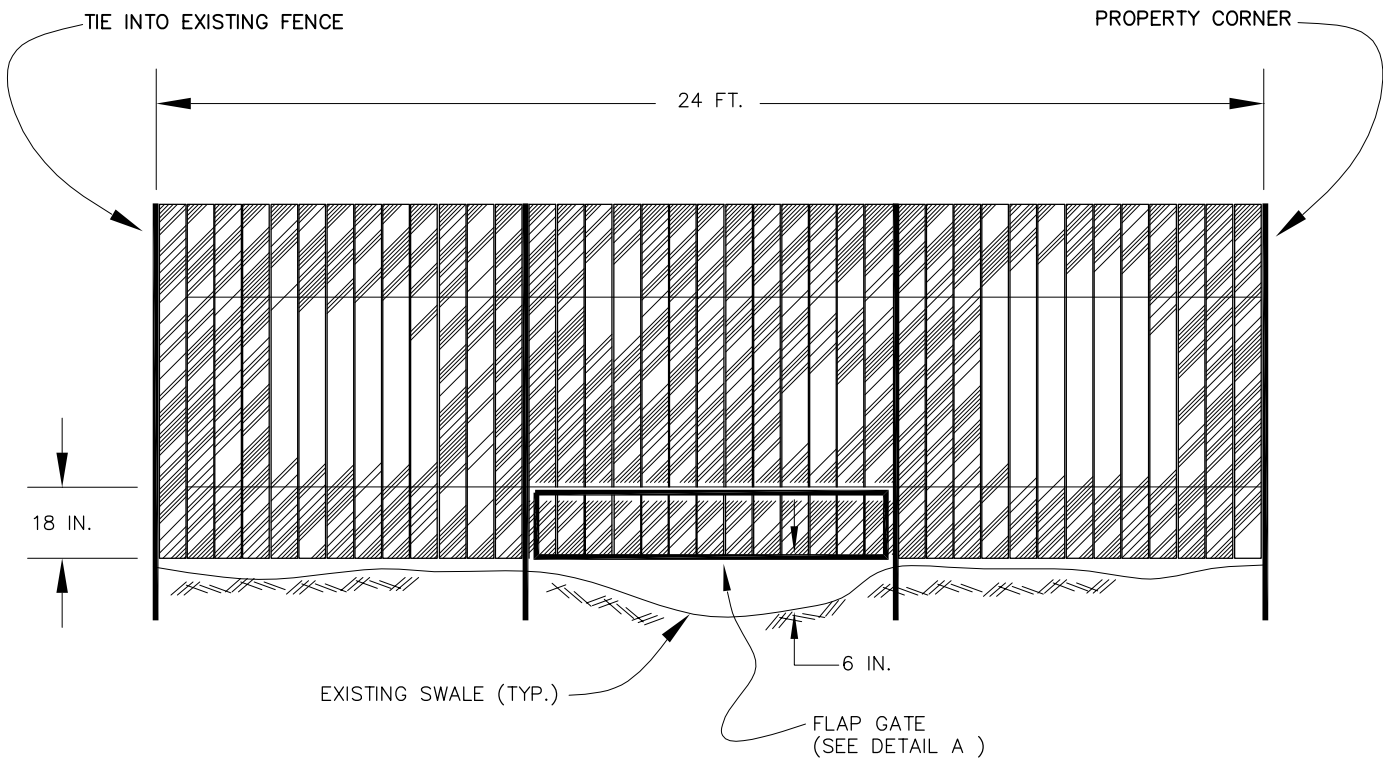 TIE INTO EXISTING FENCE
PROPERTY CORNER
24 FT.
18 IN.
6 IN.
EXISTING SWALE (TYP.)
FLAP GATE
(SEE DETAIL A )